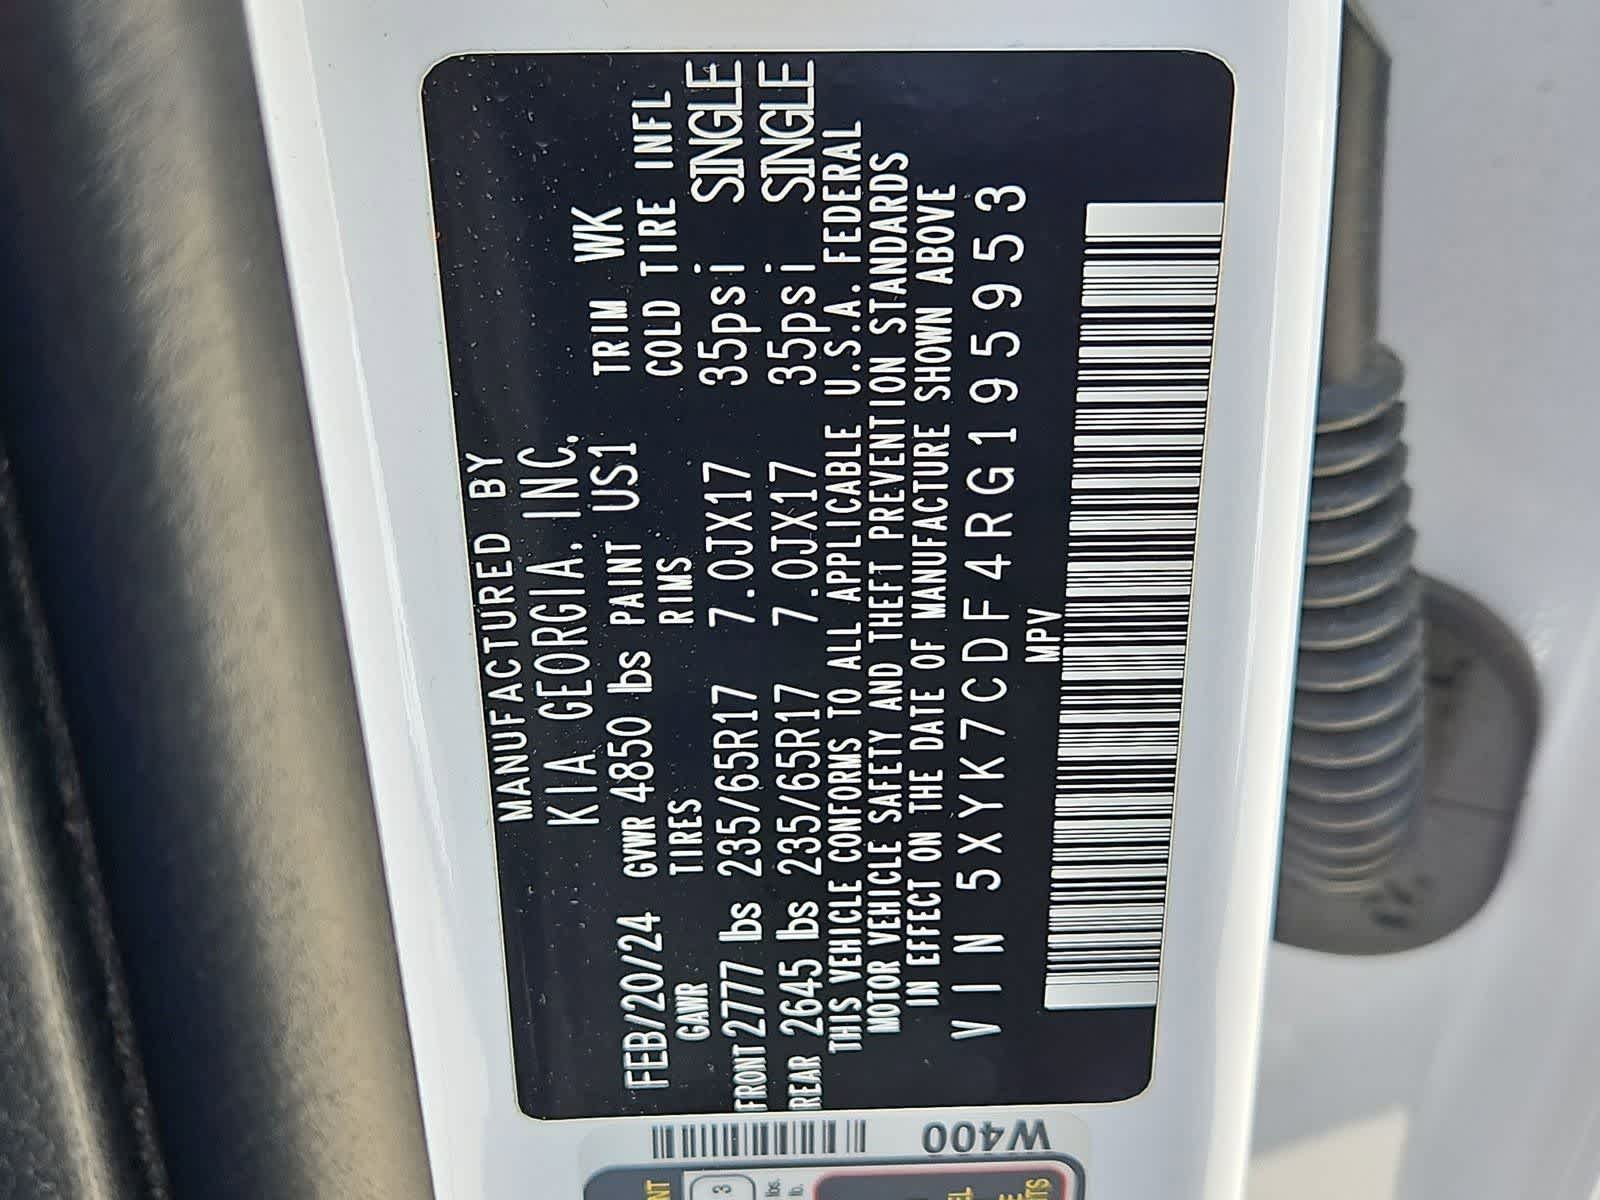 MANUFACTURED BY
KIA GEORGIA, INC.
FEB/20/24 GVWR 4850 lbs PAINT US1 TRIM WK
GAWR TIRES RIMS COLD TIRE INFL
FRONT 2777 lbs 235/65R17 7.0JX17 35psi SINGLE
REAR 2645 lbs 235/65R17 7.0JX17 35psi SINGLE
THIS VEHICLE CONFORMS TO ALL APPLICABLE U.S.A. FEDERAL
MOTOR VEHICLE SAFETY AND THEFT PREVENTION STANDARDS
IN EFFECT ON THE DATE OF MANUFACTURE SHOWN ABOVE
VIN 5XYK7CDF4RG195953
MPV
W400